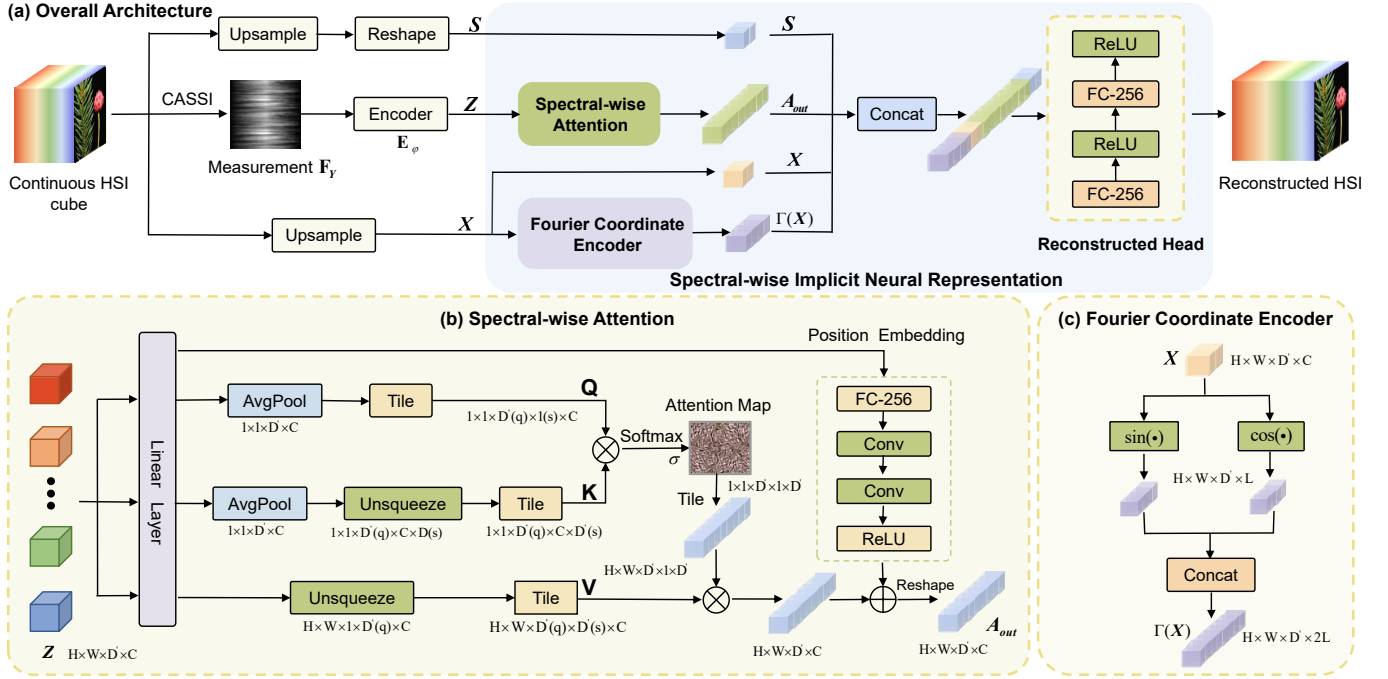 (a) Overall Architecture
Upsample
Reshape
S
S
CASSI
Encoder
E φ
Z
Spectral-wise
Attention
A out
Concat
Measurement F Y
Continuous HSI
cube
X
Upsample
X
Fourier Coordinate
Encoder
Γ(X)
ReLU
FC-256
ReLU
FC-256
Reconstructed Head
Reconstructed HSI
Spectral-wise Implicit Neural Representation
(b) Spectral-wise Attention
Z
H×W×D'×C
Linear
Layer
AvgPool
1×1×D'×C
Tile
1×1×D'(q)×1(s)×C
Q
AvgPool
1×1×D'×C
Unsqueeze
1×1×D'(q)×C×D(s)
Tile
1×1×D'(q)×C×D'(s)
K
Softmax
σ
Attention Map
1×1×D'×1×D'
Tile
H×W×D'×1×D'
Unsqueeze
H×W×1×D'(q)×C
Tile
H×W×D'(q)×D'(s)×C
V
H×W×D'×C
Position Embedding
FC-256
Conv
Conv
ReLU
Reshape
A out
H×W×D'×C
(c) Fourier Coordinate Encoder
X
H×W×D'×C
sin(•)
cos(•)
H×W×D'×L
Concat
Γ(X)
H×W×D'×2L